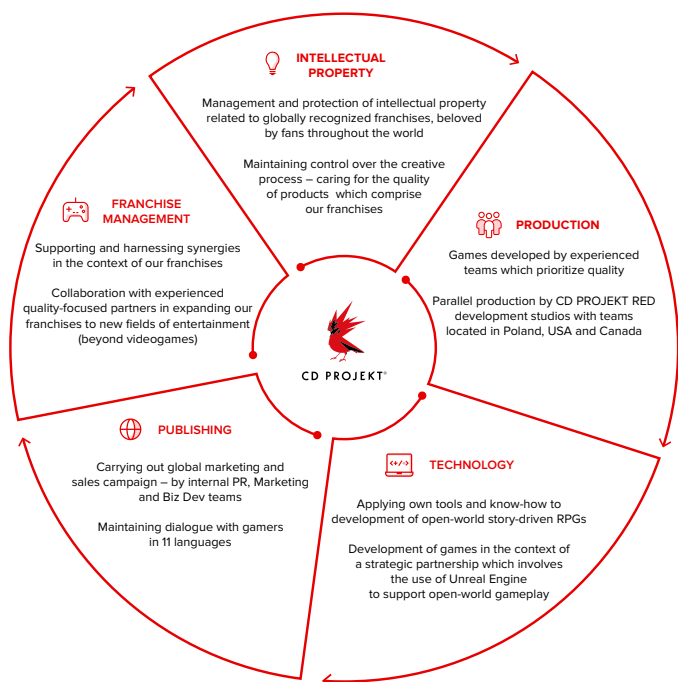 INTELLECTUAL
PROPERTY
Management and protection of intellectual property
related to globally recognized franchises, beloved
by fans throughout the world
Maintaining control over the creative
process – caring for the quality
of products which comprise
our franchises
PRODUCTION
Games developed by experienced
teams which prioritize quality
Parallel production by CD PROJEKT RED
development studios with teams
located in Poland, USA and Canada
TECHNOLOGY
<+/->
Applying own tools and know-how to
development of open-world story-driven RPGs
Development of games in the context of
a strategic partnership which involves
the use of Unreal Engine
to support open-world gameplay
PUBLISHING
Carrying out global marketing and
sales campaign – by internal PR, Marketing
and Biz Dev teams
Maintaining dialogue with gamers
in 11 languages
FRANCHISE
MANAGEMENT
Supporting and harnessing synergies
in the context of our franchises
Collaboration with experienced
quality-focused partners in expanding our
franchises to new fields of entertainment
(beyond videogames)
CD PROJEKT®